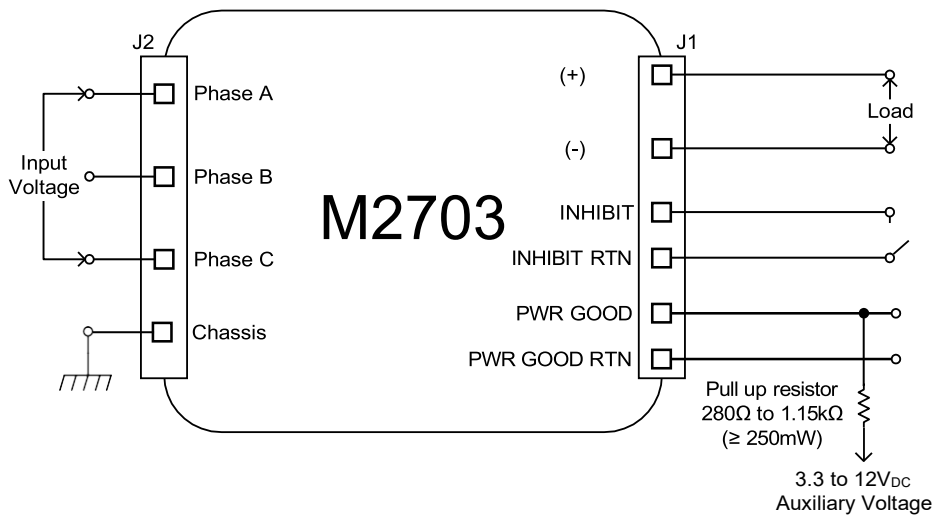 J2
J1
Phase A
(+)
Load
Input
Voltage
Phase B
(-)
M2703
INHIBIT
Phase C
INHIBIT RTN
PWR GOOD
Chassis
PWR GOOD RTN
Pull up resistor
280Ω to 1.15kΩ
(≥ 250mW)
3.3 to 12VDC
Auxiliary Voltage